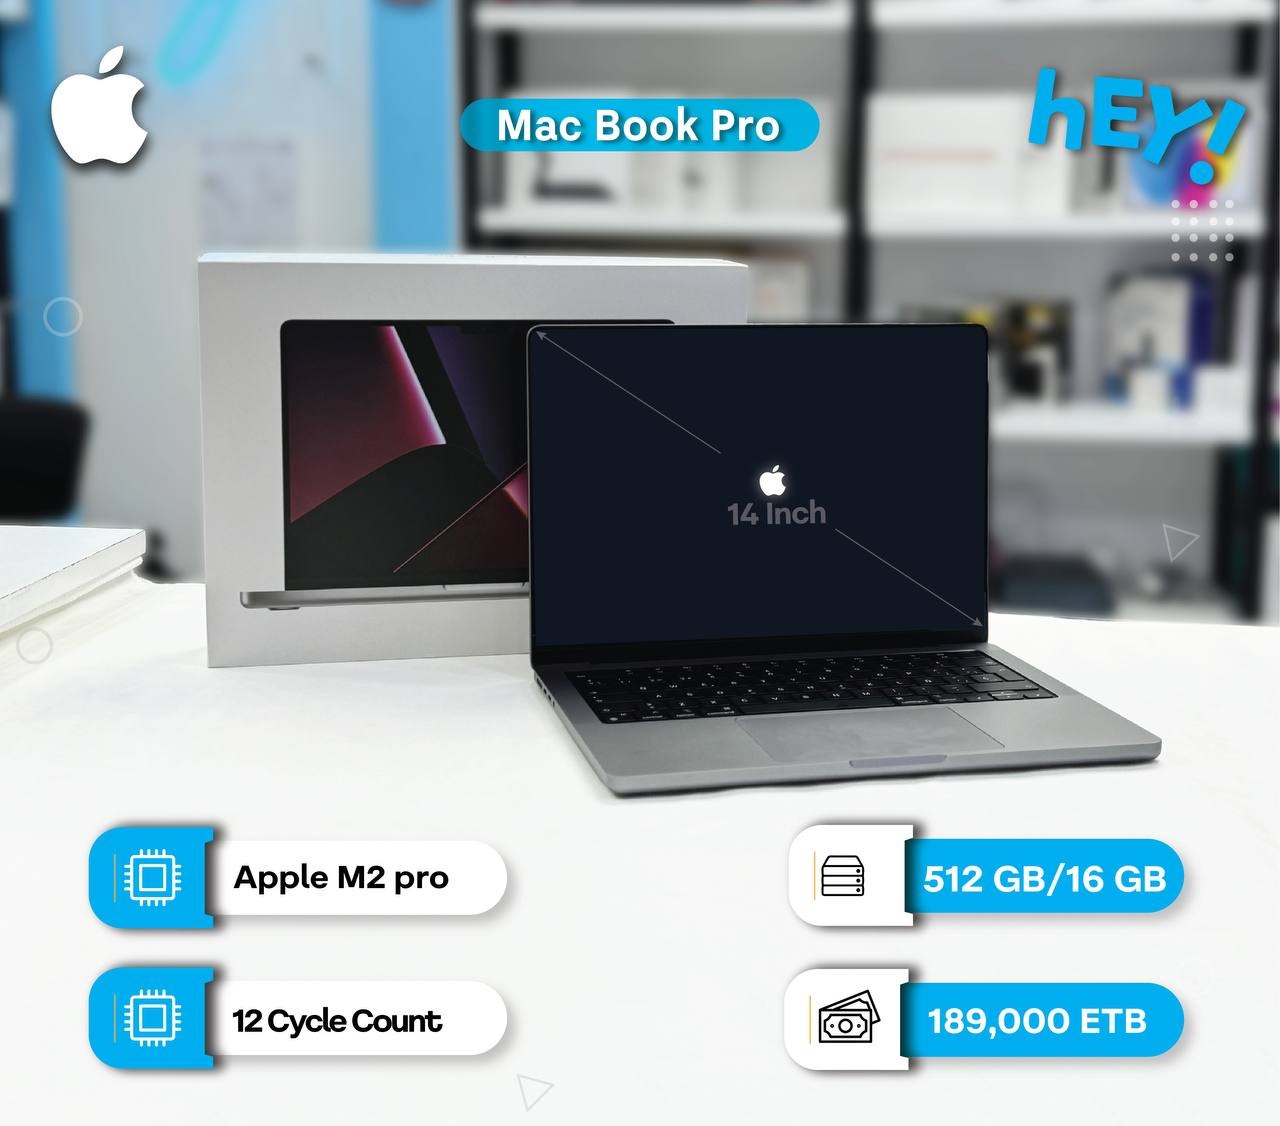 Mac Book Pro
hEY!
14 Inch
Apple M2 pro
512 GB/16 GB
12 Cycle Count
189,000 ETB